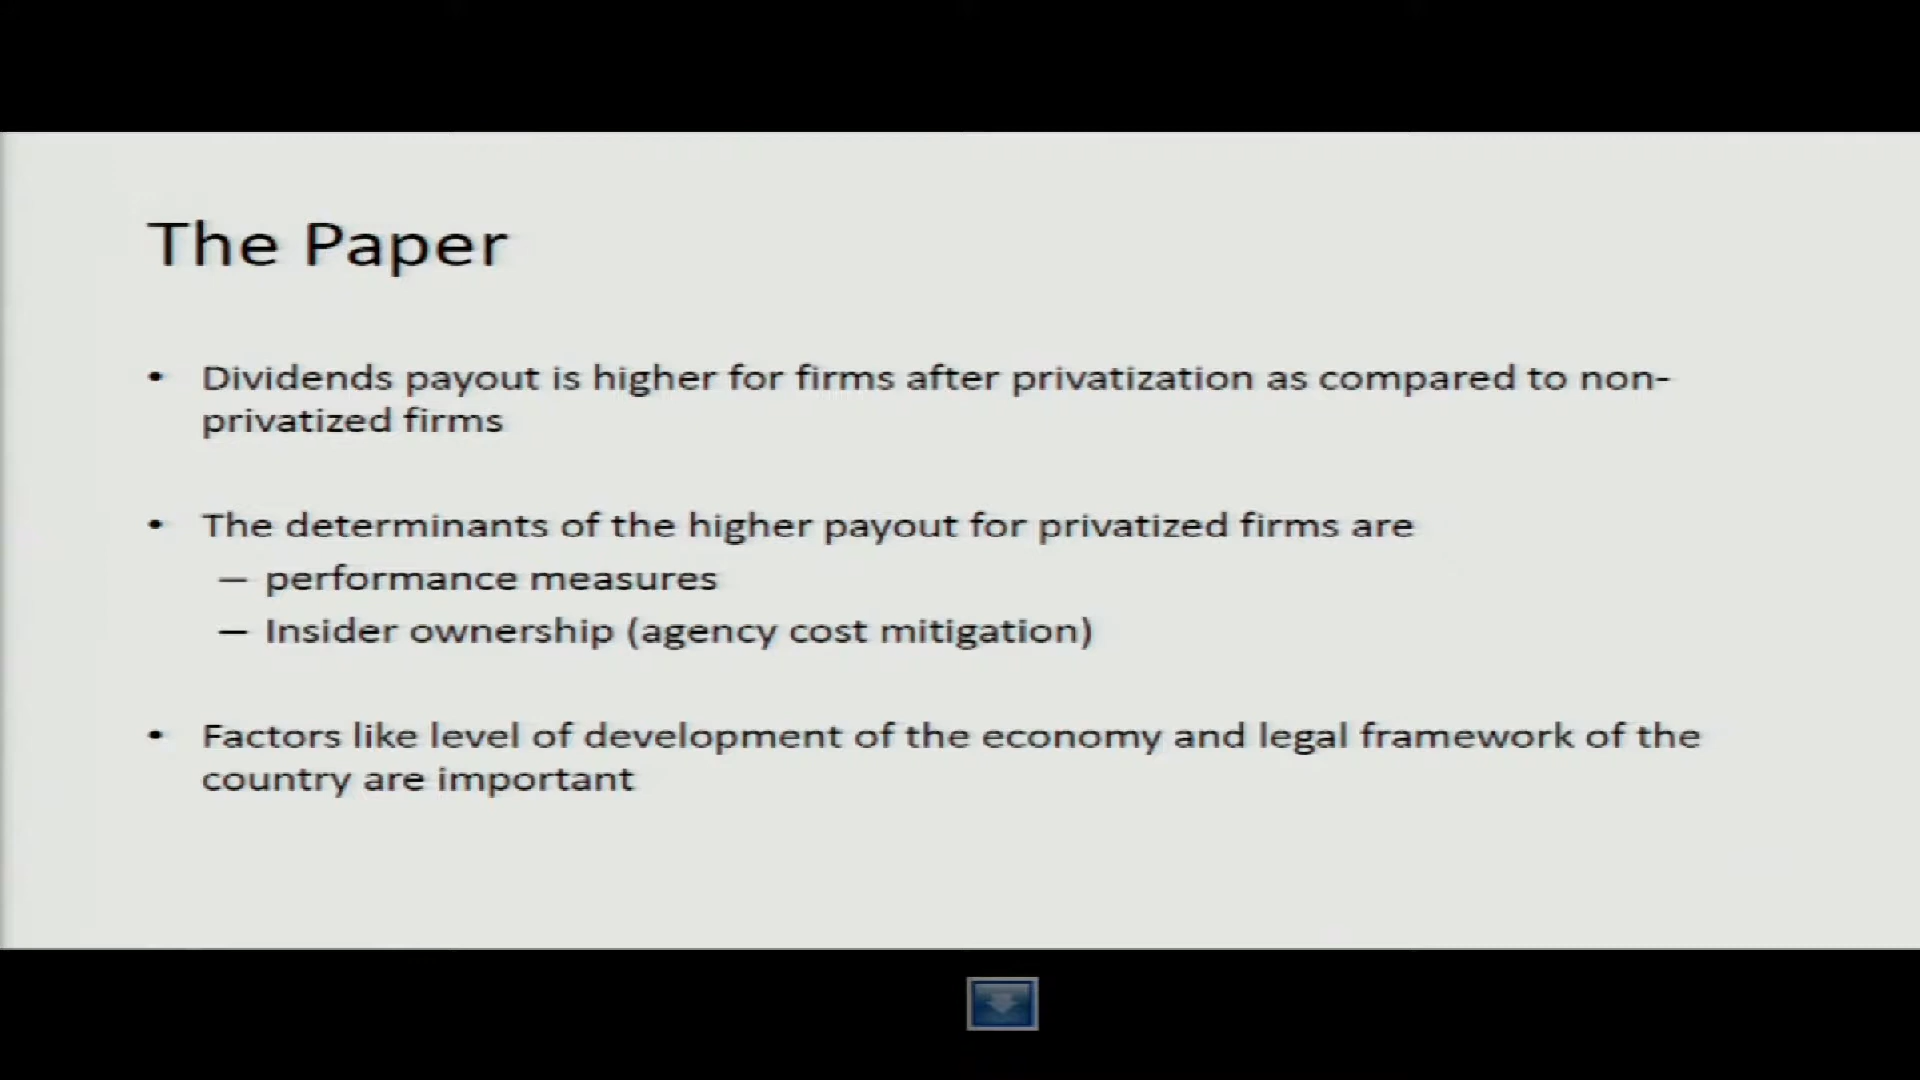 The Paper
• Dividends payout is higher for firms after privatization as compared to non-
privatized firms
• The determinants of the higher payout for privatized firms are
– performance measures
– Insider ownership (agency cost mitigation)
• Factors like level of development of the economy and legal framework of the
country are important